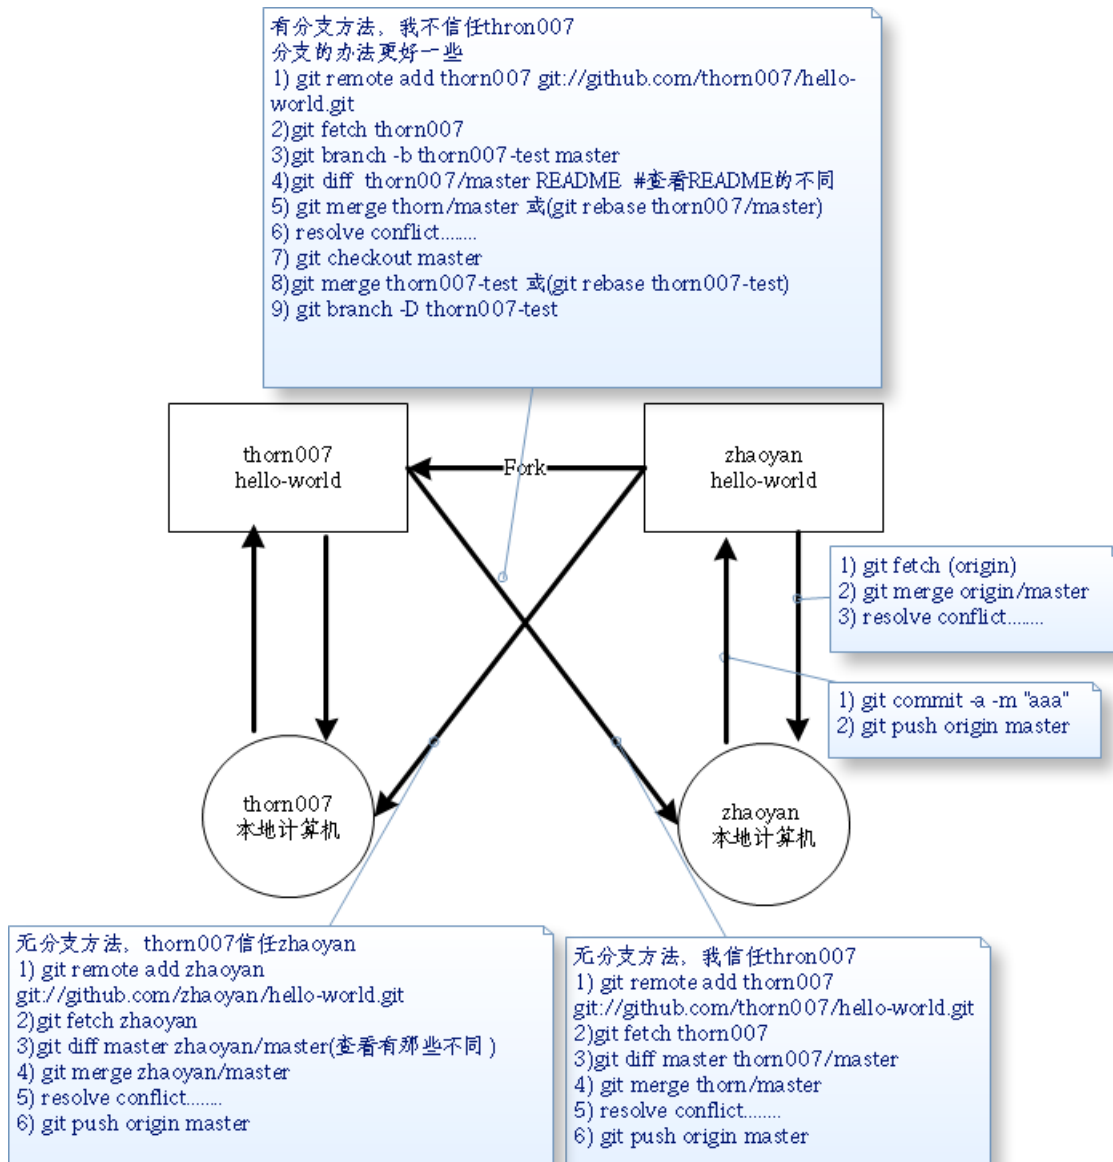 有分支方法，我不信任thron007
分支的办法更好一些
1) git remote add thorn007 git://github.com/thorn007/hello-
world.git
2)git fetch thorn007
3)git branch -b thorn007-test master
4)git diff  thorn007/master README  #查看README的不同
5) git merge thorn/master 或(git rebase thorn007/master)
6) resolve conflict........
7) git checkout master
8)git merge thorn007-test 或(git rebase thorn007-test)
9) git branch -D thorn007-test
thorn007
hello-world
Fork
zhaoyan
hello-world
1) git fetch (origin)
2) git merge origin/master
3) resolve conflict........
1) git commit -a -m "aaa"
2) git push origin master
thorn007
本地计算机
zhaoyan
本地计算机
无分支方法，thorn007信任zhaoyan
1) git remote add zhaoyan
git://github.com/zhaoyan/hello-world.git
2)git fetch zhaoyan
3)git diff master zhaoyan/master(查看有那些不同)
4) git merge zhaoyan/master
5) resolve conflict........
6) git push origin master
无分支方法，我信任thron007
1) git remote add thorn007
git://github.com/thorn007/hello-world.git
2)git fetch thorn007
3)git diff master thorn007/master
4) git merge thorn/master
5) resolve conflict........
6) git push origin master